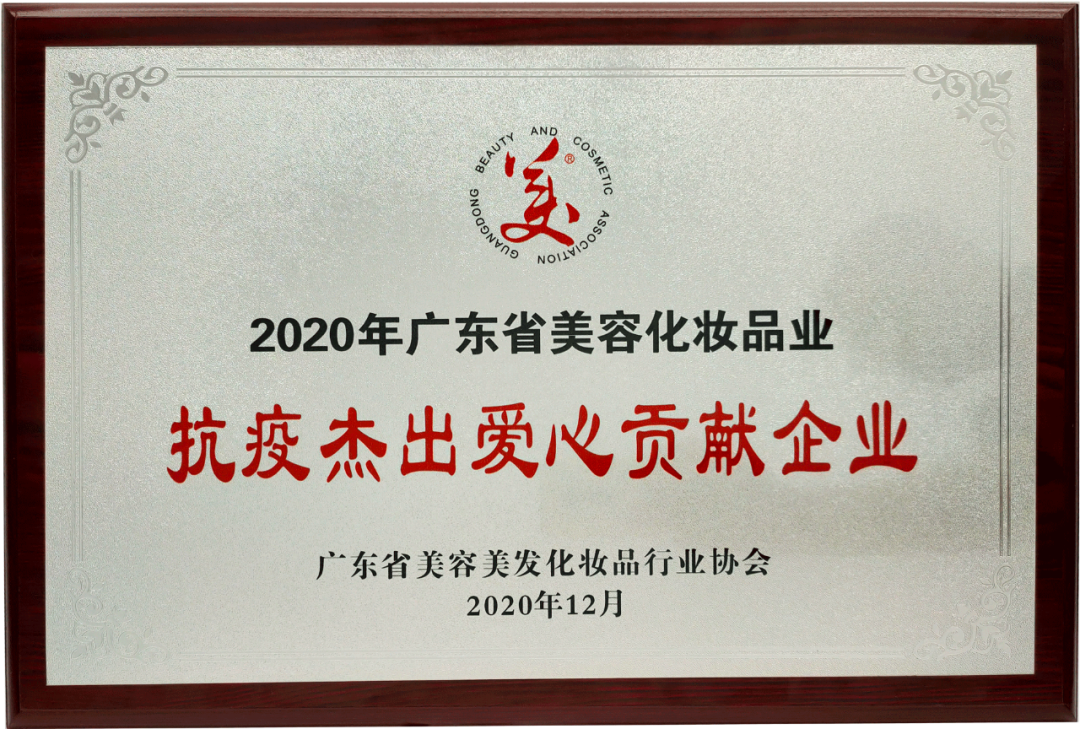 GUANGDONG BEAUTY AND COSMETIC ASSOCIATION
美®
2020年广东省美容化妆品业
抗疫杰出爱心贡献企业
广东省美容美发化妆品行业协会
2020年12月